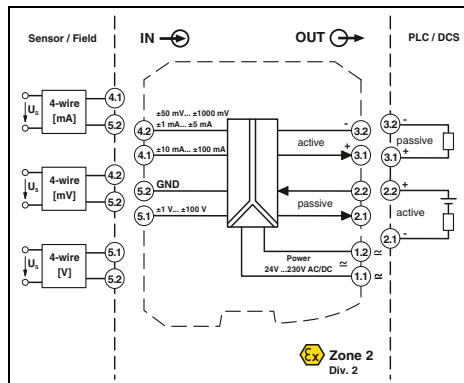 Sensor / Field
IN
OUT
PLC / DCS
Us
4-wire
[mA]
4.1
5.2
Us
4-wire
[mV]
4.2
5.2
Us
4-wire
[V]
5.1
5.2
±50 mV... ±1000 mV
±1 mA... ±5 mA
4.2
±10 mA... ±100 mA
4.1
GND
5.2
±1 V... ±100 V
5.1
-
3.2
active
+
3.1
2.2
passive
2.1
Power
24V ...230V AC/DC
1.2
≂
≂
1.1
≂
3.2
-
passive
3.1
+
2.2
+
active
2.1
-
Ex
Zone 2
Div. 2